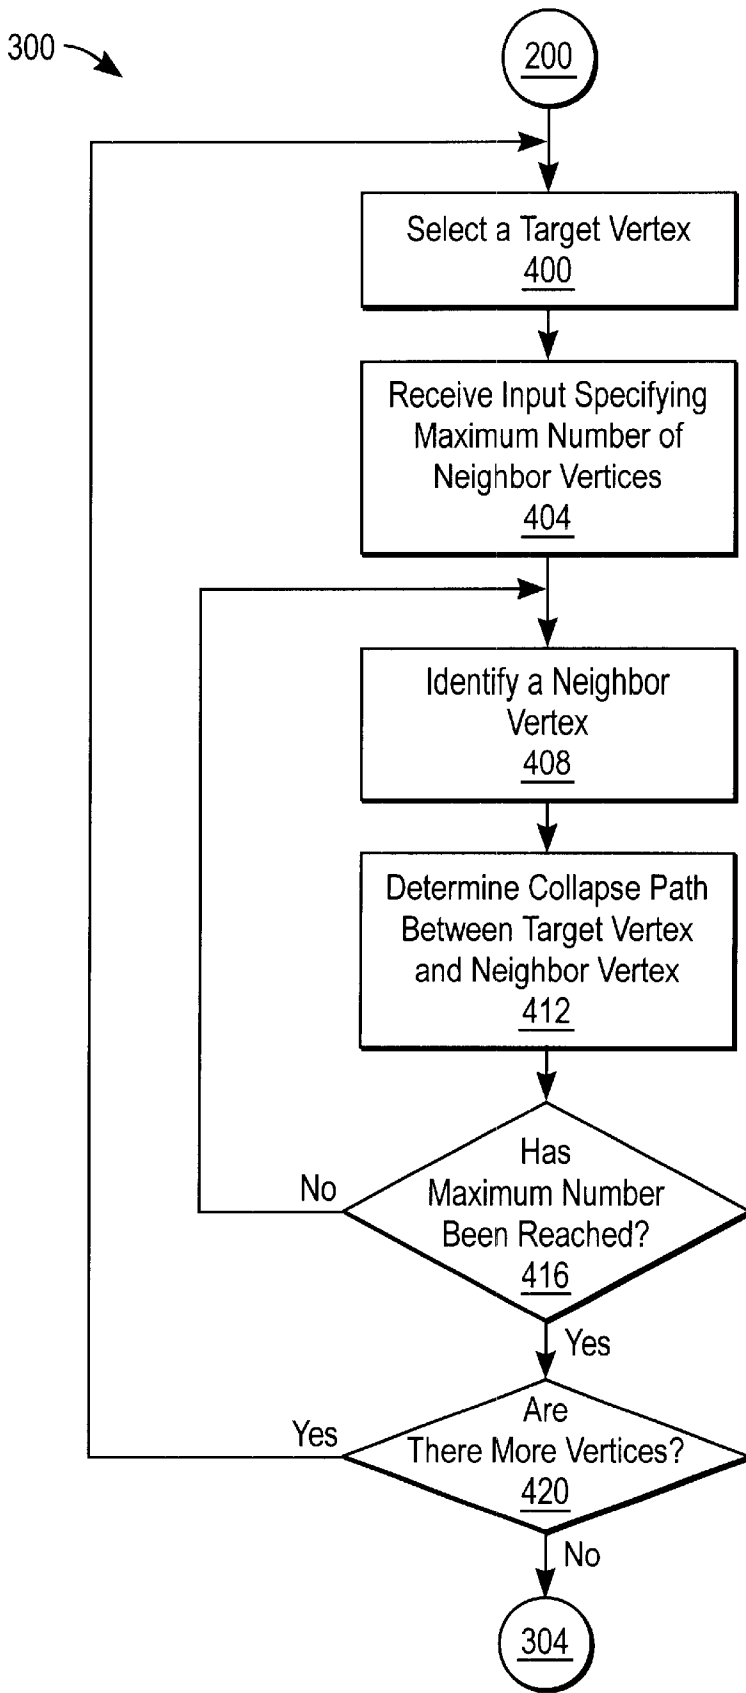 300
200
Select a Target Vertex
400
Receive Input Specifying
Maximum Number of
Neighbor Vertices
404
Identify a Neighbor
Vertex
408
Determine Collapse Path
Between Target Vertex
and Neighbor Vertex
412
Has
Maximum Number
Been Reached?
416
No
Yes
Are
There More Vertices?
420
Yes
No
304